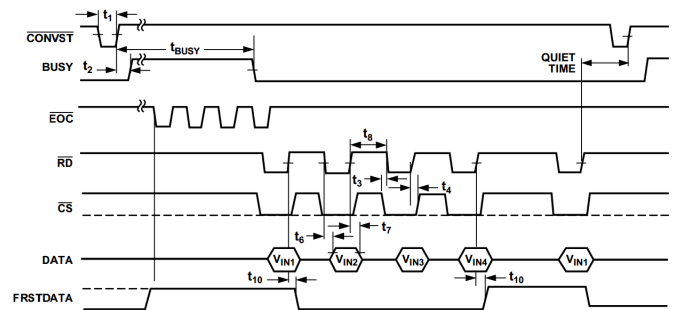 t1
CONVST
tBUSY
QUIET
TIME
BUSY
t2
EOC
t8
RD
t3
t4
CS
t6
t7
DATA
VIN1
VIN2
VIN3
VIN4
VIN1
t10
t10
FRSTDATA